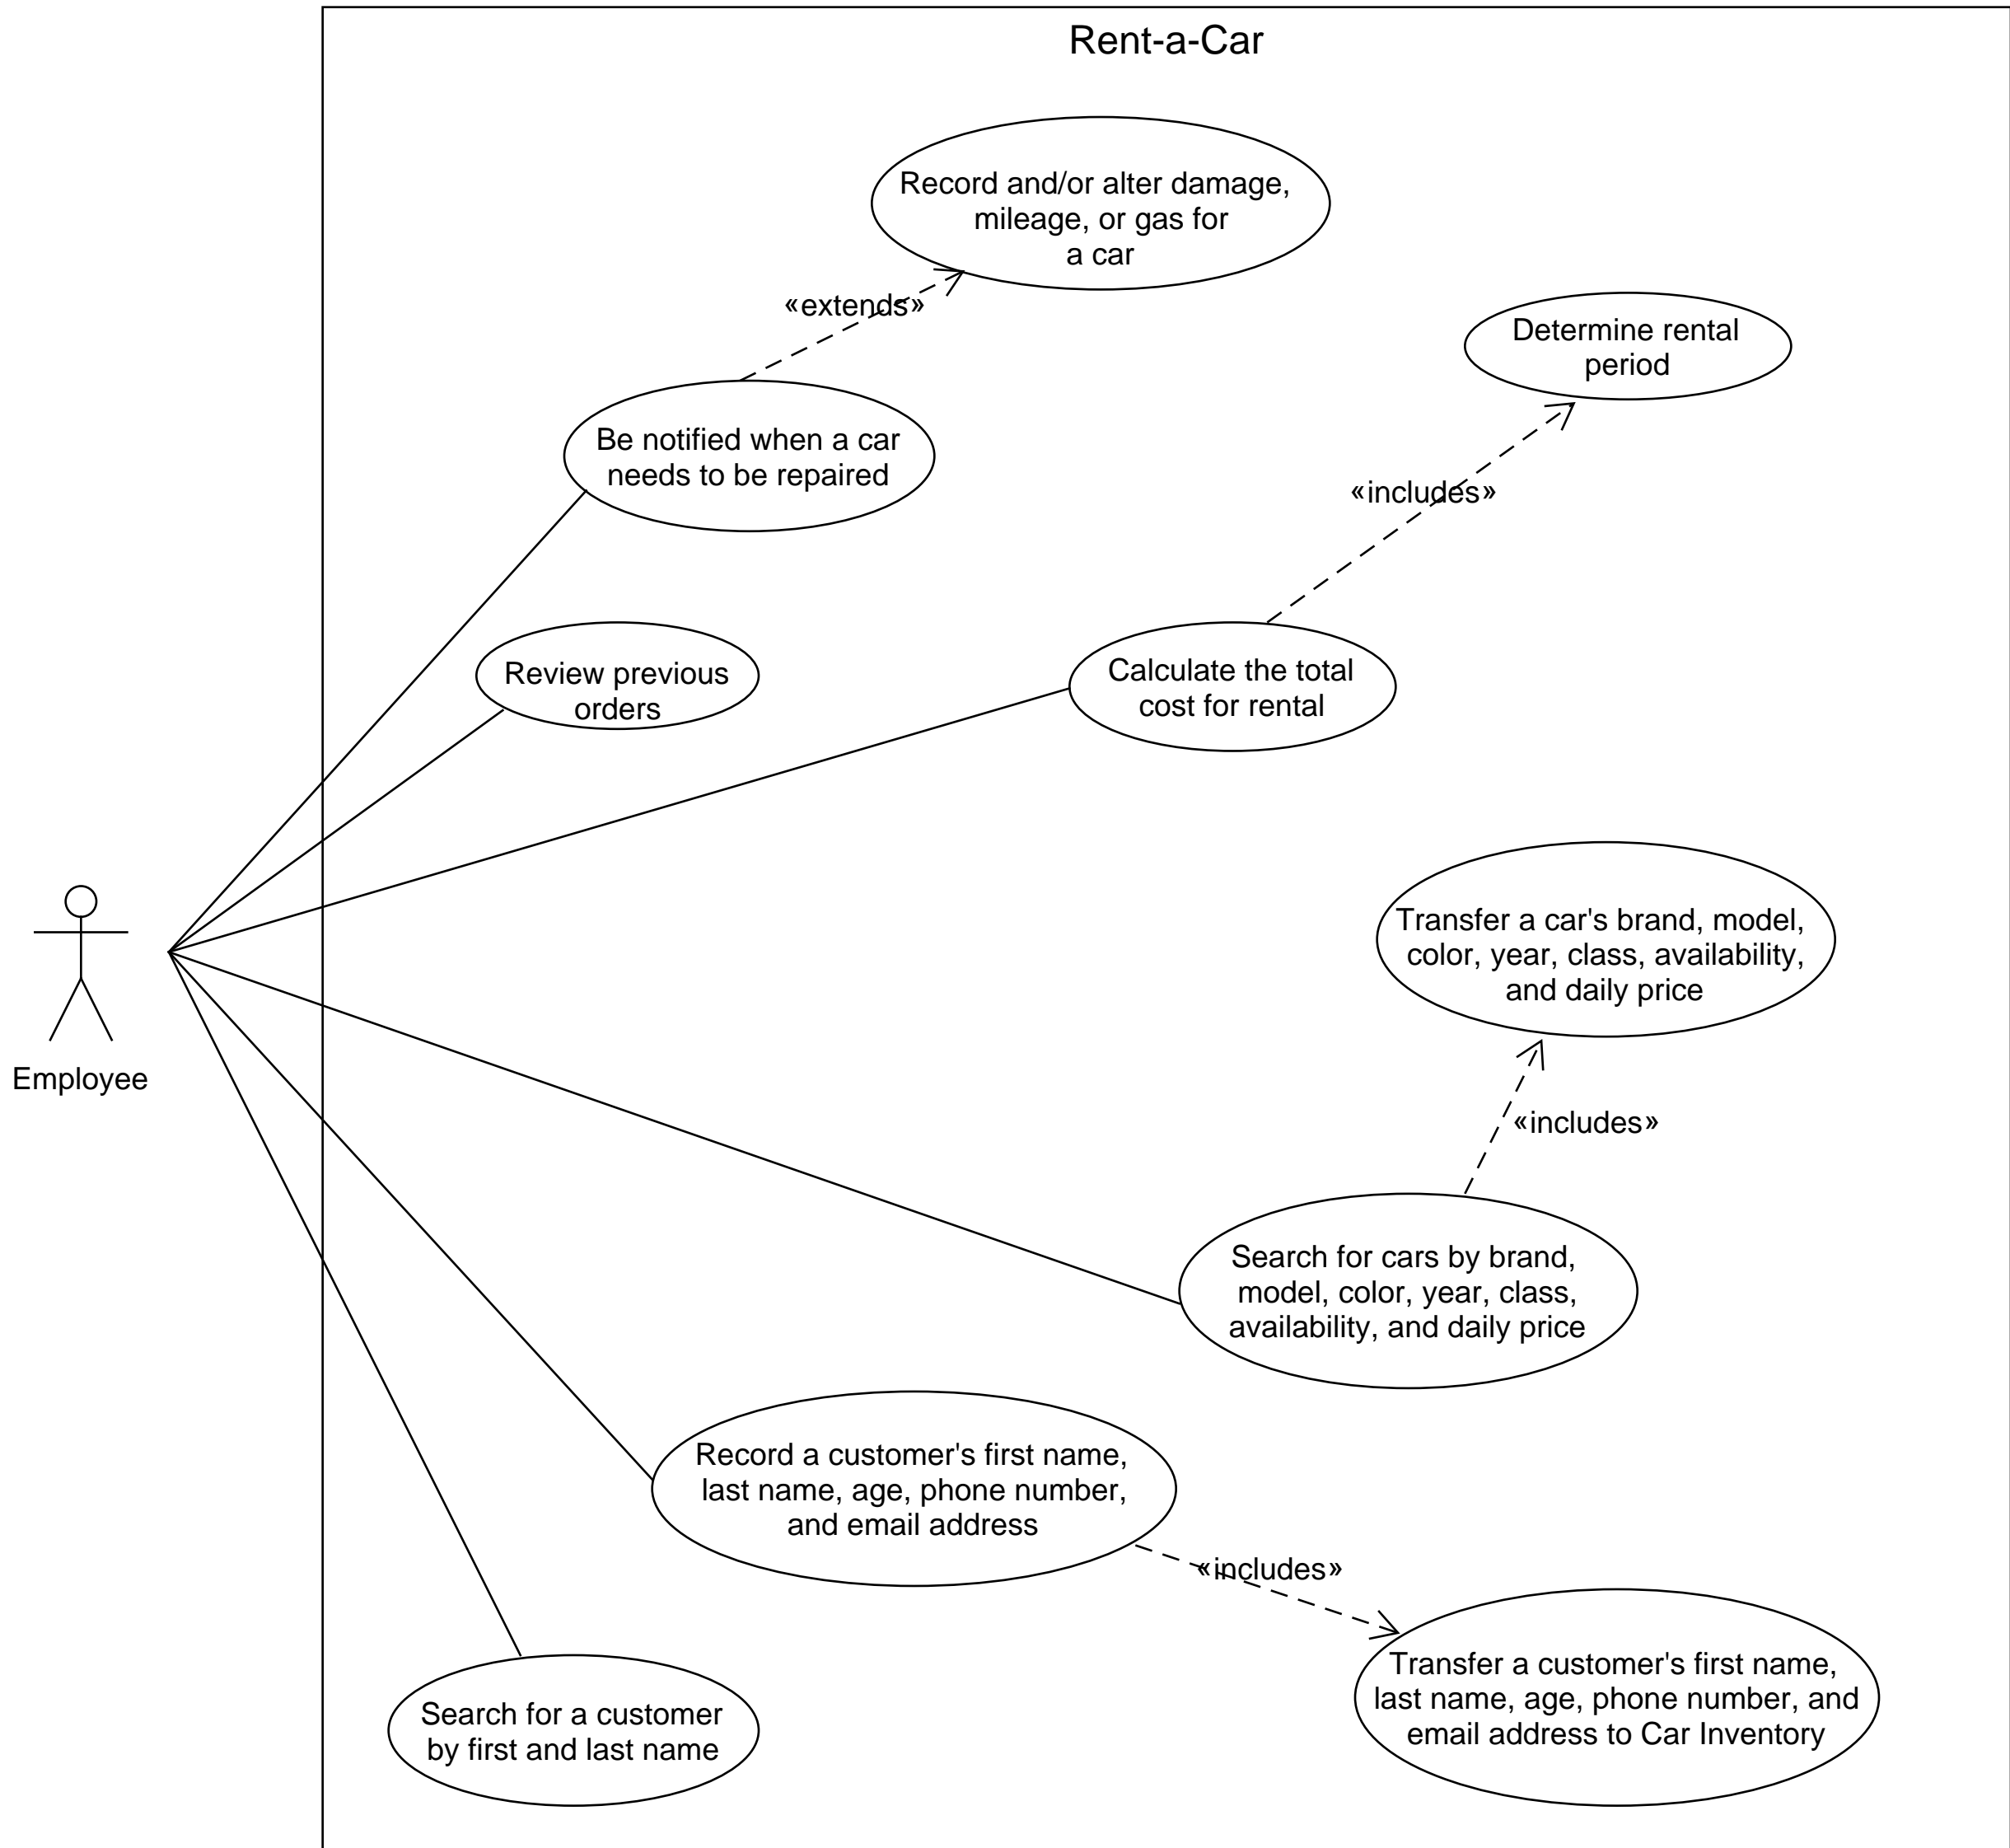 Rent-a-Car
Record and/or alter damage,
mileage, or gas for
a car
«extends»
Determine rental
period
Be notified when a car
needs to be repaired
«includes»
Review previous
orders
Calculate the total
cost for rental
Transfer a car's brand, model,
color, year, class, availability,
and daily price
Employee
«includes»
Search for cars by brand,
model, color, year, class,
availability, and daily price
Record a customer's first name,
last name, age, phone number,
and email address
«includes»
Transfer a customer's first name,
last name, age, phone number, and
email address to Car Inventory
Search for a customer
by first and last name